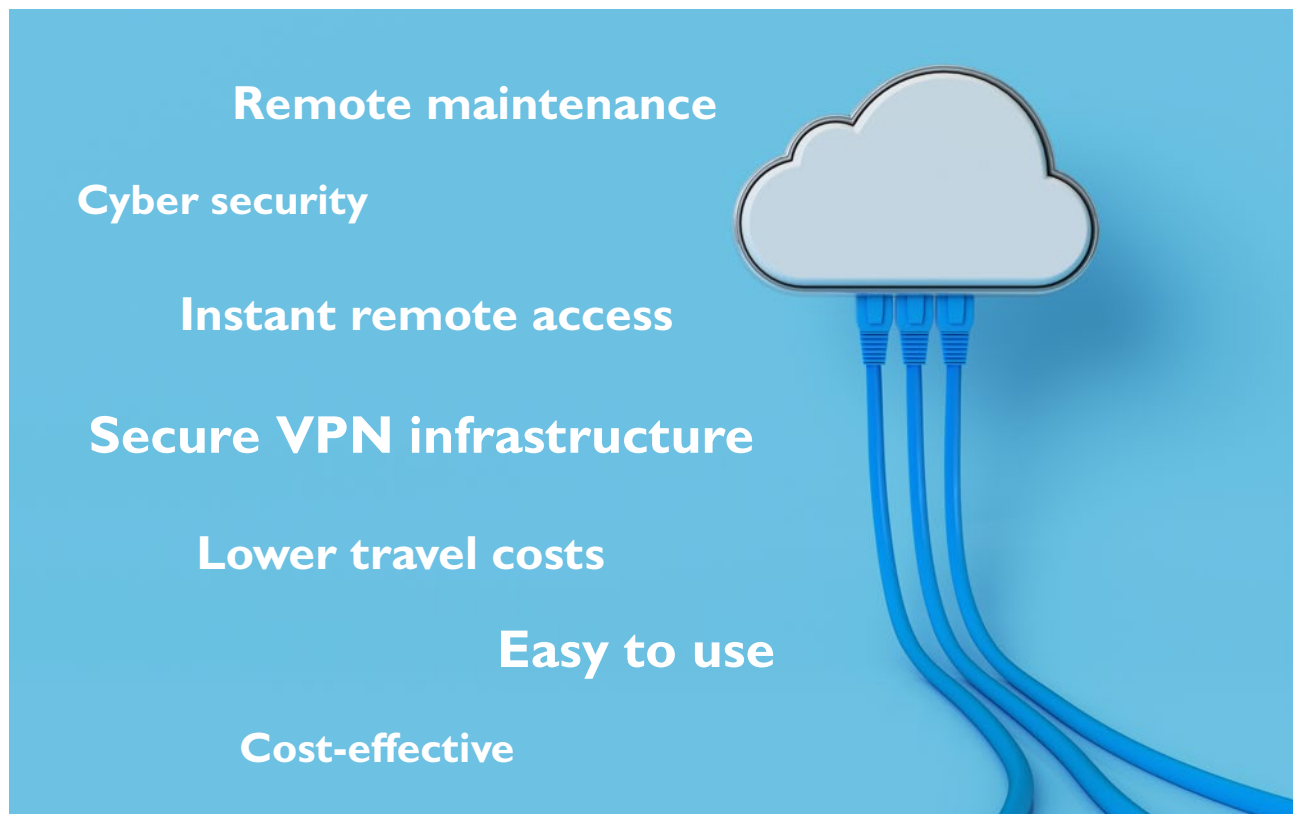 Remote maintenance
Cyber security
Instant remote access
Secure VPN infrastructure
Lower travel costs
Easy to use
Cost-effective